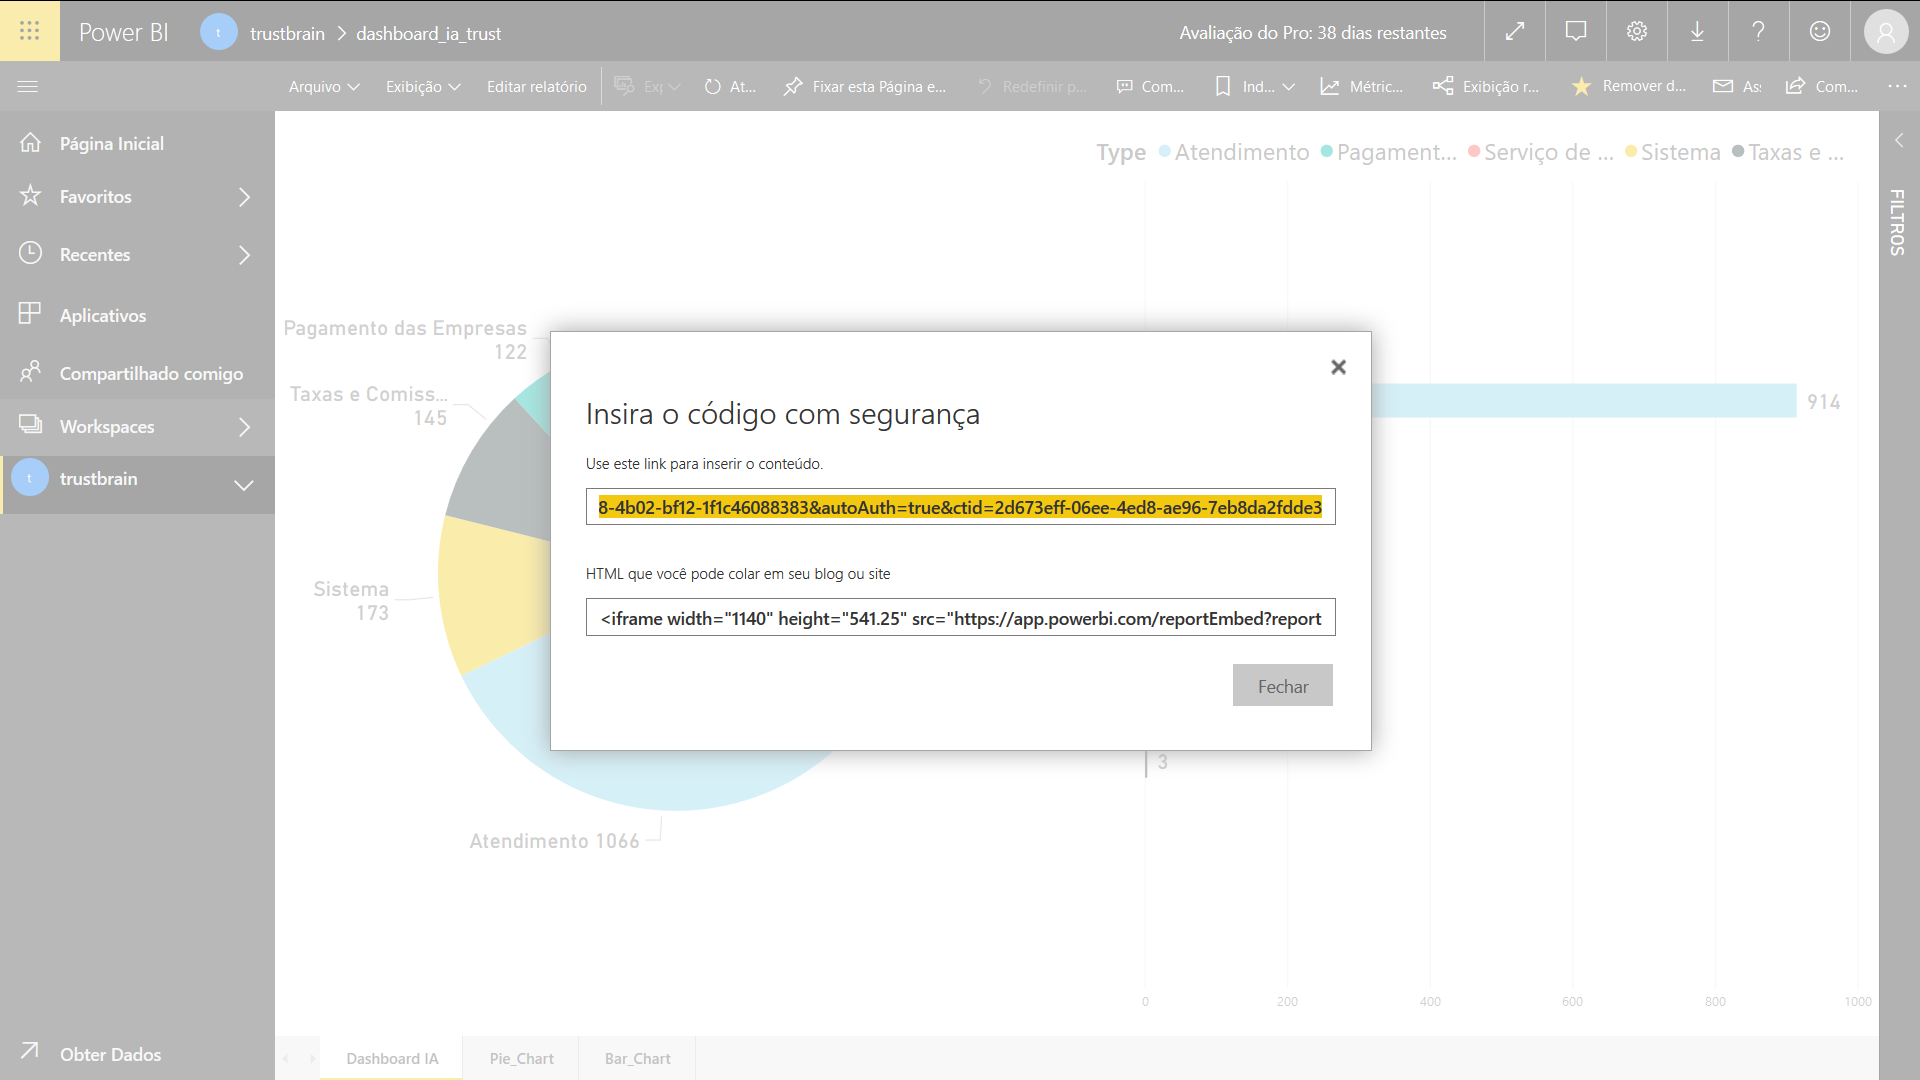 Power BI
t
trustbrain > dashboard_ia_trust
Avaliação do Pro: 38 dias restantes
?
Arquivo
Exibição
Editar relatório
Exp
At...
Fixar esta Página e...
Redefinir p...
Com...
Ind...
Métric...
Exibição r...
Remover d...
Ass
Com...
...
Página Inicial
Favoritos
Recentes
Aplicativos
Compartilhado comigo
Workspaces
t
trustbrain
Obter Dados
Type
Atendimento
Pagament...
Serviço de ...
Sistema
Taxas e ...
FILTROS
Pagamento das Empresas
122
Taxas e Comiss...
145
Sistema
173
Atendimento 1066
914
3
0
200
400
600
800
1000
Insira o código com segurança
Use este link para inserir o conteúdo.
8-4b02-bf12-1f1c46088383&autoAuth=true&ctid=2d673eff-06ee-4ed8-ae96-7eb8da2fdde3
HTML que você pode colar em seu blog ou site
<iframe width="1140" height="541.25" src="https://app.powerbi.com/reportEmbed?report
Fechar
Dashboard IA
Pie_Chart
Bar_Chart